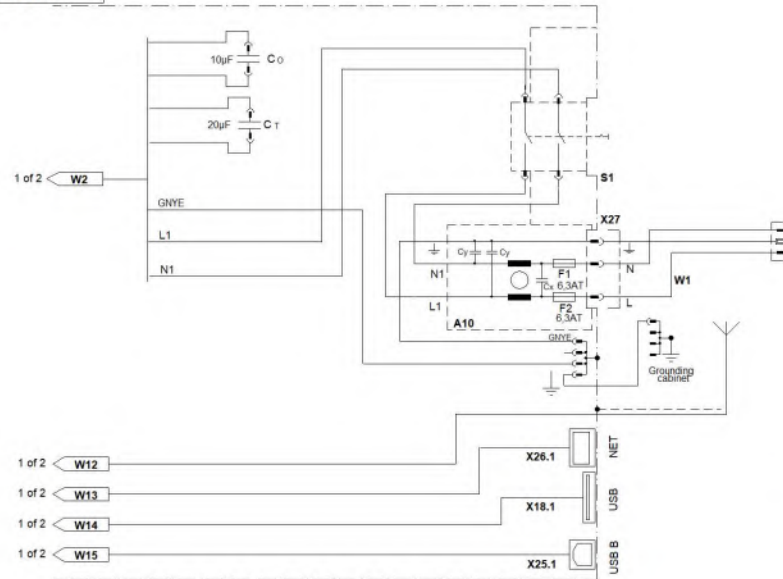 10µF C O
20µF C T
1 of 2 W2
S1
GNYE
X27
L1
Cy Cy
N1
N1 F1 N
Cx 6,3AT W1
L1 F2 L
6,3AT
A10
GNYE
Grounding
cabinet
NET
1 of 2 W12
X26.1
1 of 2 W13
USB
X18.1
1 of 2 W14
USB B
1 of 2 W15
X25.1